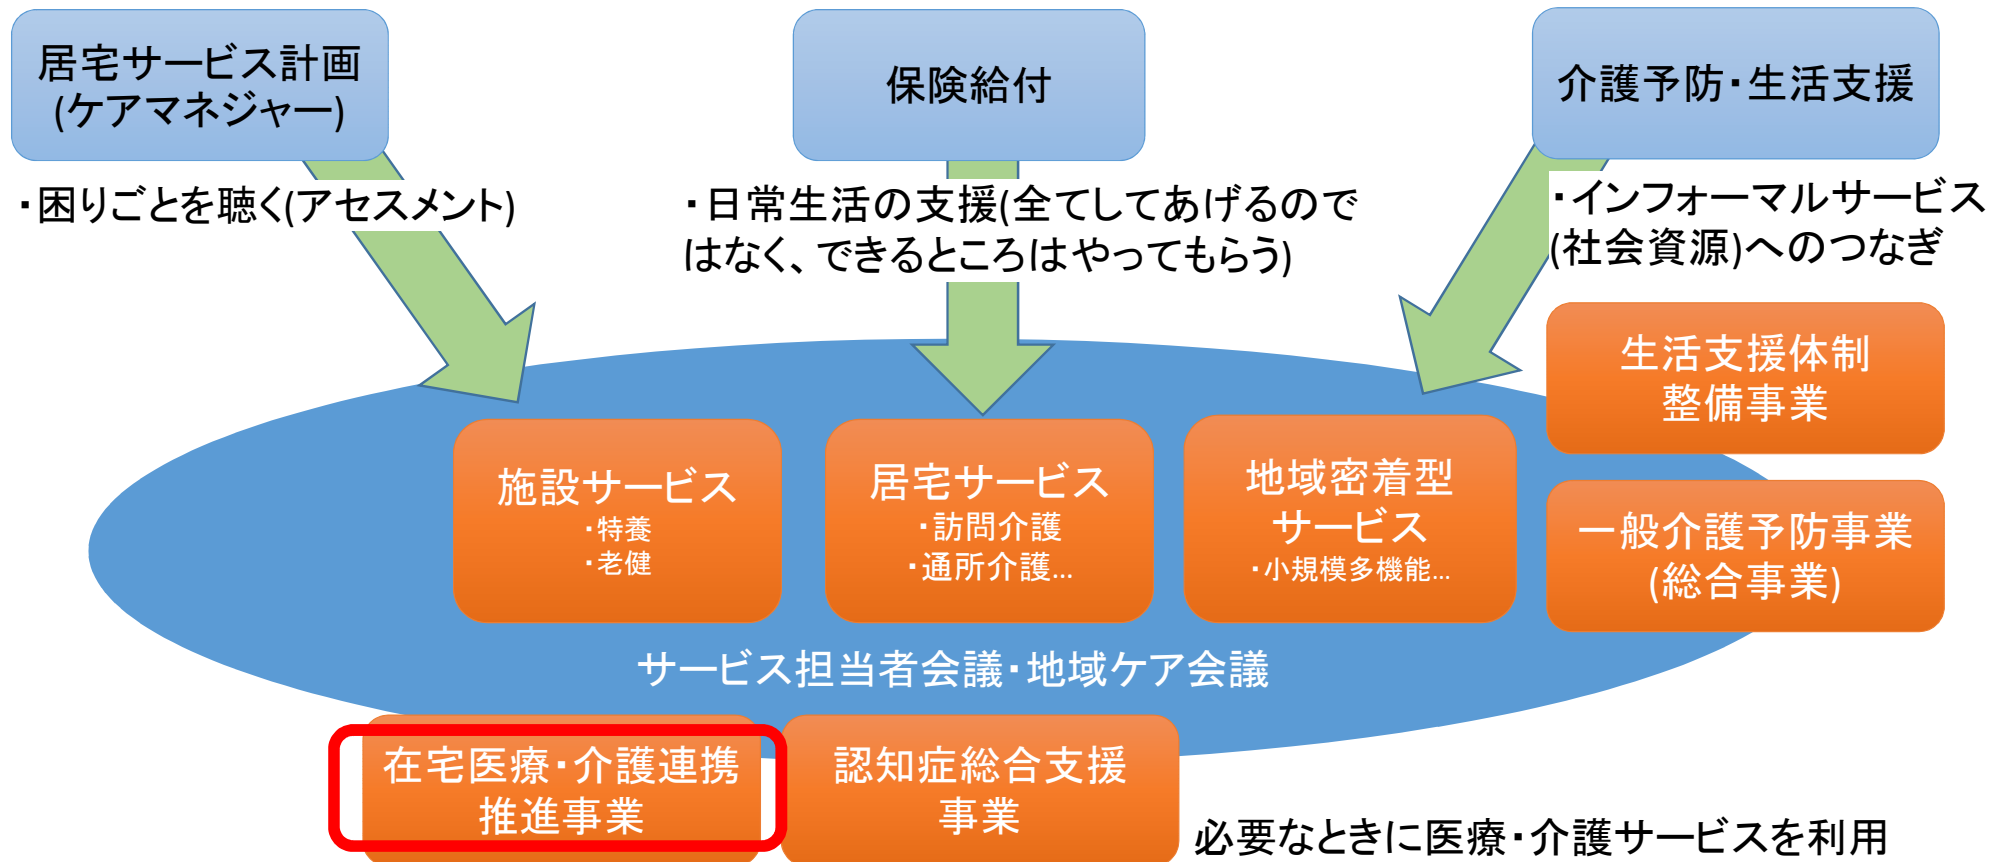 居宅サービス計画
(ケアマネジャー)
保険給付
介護予防・生活支援
・困りごとを聴く(アセスメント)
・日常生活の支援(全てしてあげるので
はなく、できるところはやってもらう)
・インフォーマルサービス
(社会資源)へのつなぎ
生活支援体制
整備事業
施設サービス
・特養
・老健
居宅サービス
・訪問介護
・通所介護…
地域密着型
サービス
・小規模多機能…
一般介護予防事業
(総合事業)
サービス担当者会議・地域ケア会議
在宅医療・介護連携
推進事業
認知症総合支援
事業
必要なときに医療・介護サービスを利用